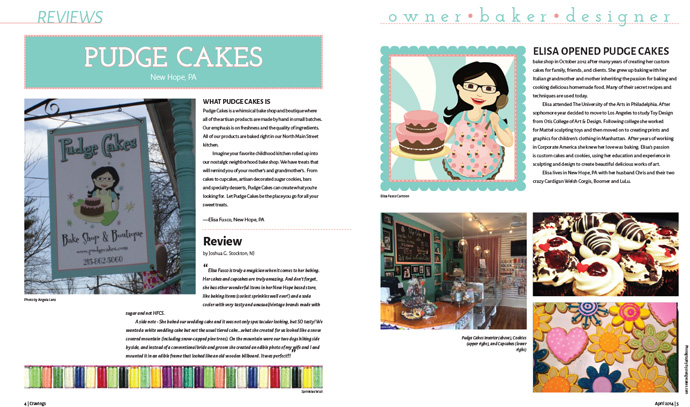 REVIEWS
PUDGE CAKES
New Hope, PA
Pudge Cakes
Bake Shop & Boutique
www.pudgecakes.com
215-862-5060
Photo by Angela Lanz
WHAT PUDGE CAKES IS
Pudge Cakes is a whimsical bake shop and boutique where
all of the artisan products are made by hand in small batches.
Our emphasis is on freshness and the quality of ingredients.
All of our products are baked right in our North Main Street
kitchen.
Imagine your favorite childhood kitchen rolled up into
our nostalgic neighborhood bake shop. We have treats that
will remind you of your mother's and grandmother's. From
cakes to cupcakes, artisan decorated sugar cookies, bars
and specialty desserts, Pudge Cakes can create what you're
looking for. Let Pudge Cakes be the place you go for all your
sweet treats.
—Elisa Fusco, New Hope, PA
Review
by Joshua G. Stockton, NJ
“
Elisa Fusco is truly a magician when it comes to her baking.
Her cakes and cupcakes are truly amazing. And don't forget,
she has other wonderful items in her New Hope based store,
like baking items (coolest sprinkles wall ever!) and a soda
cooler with very tasty and unusual/vintage brands made with
sugar and not HFCS.
A side note - She baked our wedding cake and it was not only spectacular looking, but SO tasty! We
wanted a white wedding cake but not the usual tiered cake...what she created for us looked like a snow
covered mountain (including snow-capped pine trees). On the mountain were our two dogs hiking side
by side, and instead of a conventional bride and groom she created an edible photo of my wife and I and
mounted it in an edible frame that looked like an old wooden billboard. It was perfect!!!
Sprinkles Wall
4 | Cravings
owner • baker • designer
Elisa Fusco Cartoon
ELISA OPENED PUDGE CAKES
bake shop in October 2012 after many years of creating her custom
cakes for family, friends, and clients. She grew up baking with her
Italian grandmother and mother inheriting the passion for baking and
cooking delicious homemade food. Many of their secret recipes and
techniques are used today.
Elisa attended The University of the Arts in Philadelphia. After
sophomore year decided to move to Los Angeles to study Toy Design
from Otis College of Art & Design. Following college she worked
for Mattel sculpting toys and then moved on to creating prints and
graphics for children's clothing in Manhattan. After years of working
in Corporate America she knew her love was baking. Elisa's passion
is custom cakes and cookies, using her education and experience in
sculpting and design to create beautiful delicious works of art.
Elisa lives in New Hope, PA with her husband Chris and their two
crazy Cardigan Welsh Corgis, Boomer and LuLu.
Pudge Cakes Interior (above), Cookies
(upper right), and Cupcakes (lower
right)
April 2014 | 5